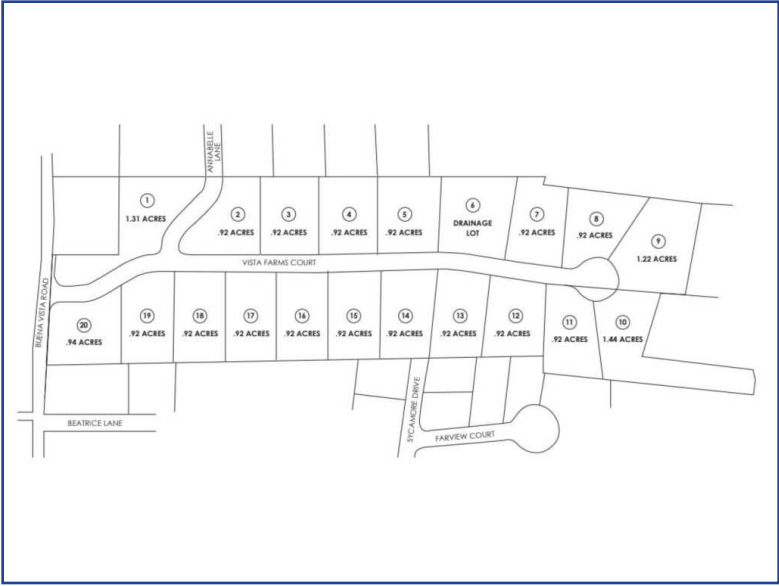 ANNABELLE
LANE
1
1.31 ACRES
2
.92 ACRES
3
.92 ACRES
4
.92 ACRES
5
.92 ACRES
6
DRAINAGE
LOT
7
.92 ACRES
8
.92 ACRES
9
1.22 ACRES
VISTA FARMS COURT
BUENA VISTA ROAD
20
.94 ACRES
19
.92 ACRES
18
.92 ACRES
17
.92 ACRES
16
.92 ACRES
15
.92 ACRES
14
.92 ACRES
13
.92 ACRES
12
.92 ACRES
11
.92 ACRES
10
1.44 ACRES
BEATRICE LANE
SYCAMORE DRIVE
FARVIEW COURT